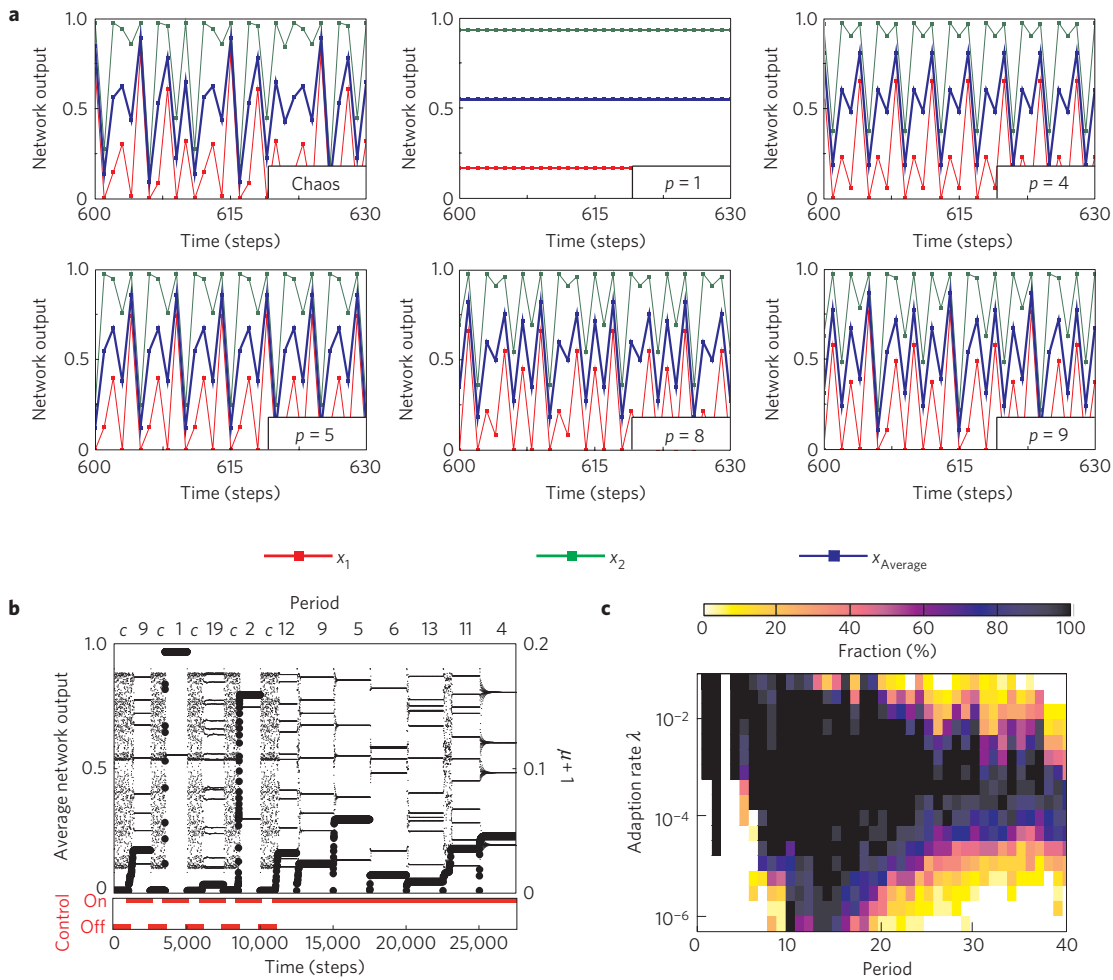 a
1.0
0.5
0
Network output
600
615
630
Time (steps)
Chaos
1.0
0.5
0
Network output
600
615
630
Time (steps)
p = 1
1.0
0.5
0
Network output
600
615
630
Time (steps)
p = 4
1.0
0.5
0
Network output
600
615
630
Time (steps)
p = 5
1.0
0.5
0
Network output
600
615
630
Time (steps)
p = 8
1.0
0.5
0
Network output
600
615
630
Time (steps)
p = 9
x1
x2
xAverage
b
Period
c 9 c 1 c 19 c 2 c 12 9 5 6 13 11 4
1.0
0.5
Average network output
0.2
0.1
0
μ + 1
Control
On
Off
0 5,000 10,000 15,000 20,000 25,000
Time (steps)
c
0 20 40 60 80 100
Fraction (%)
10−2
10−4
10−6
Adaption rate λ
0 10 20 30 40
Period